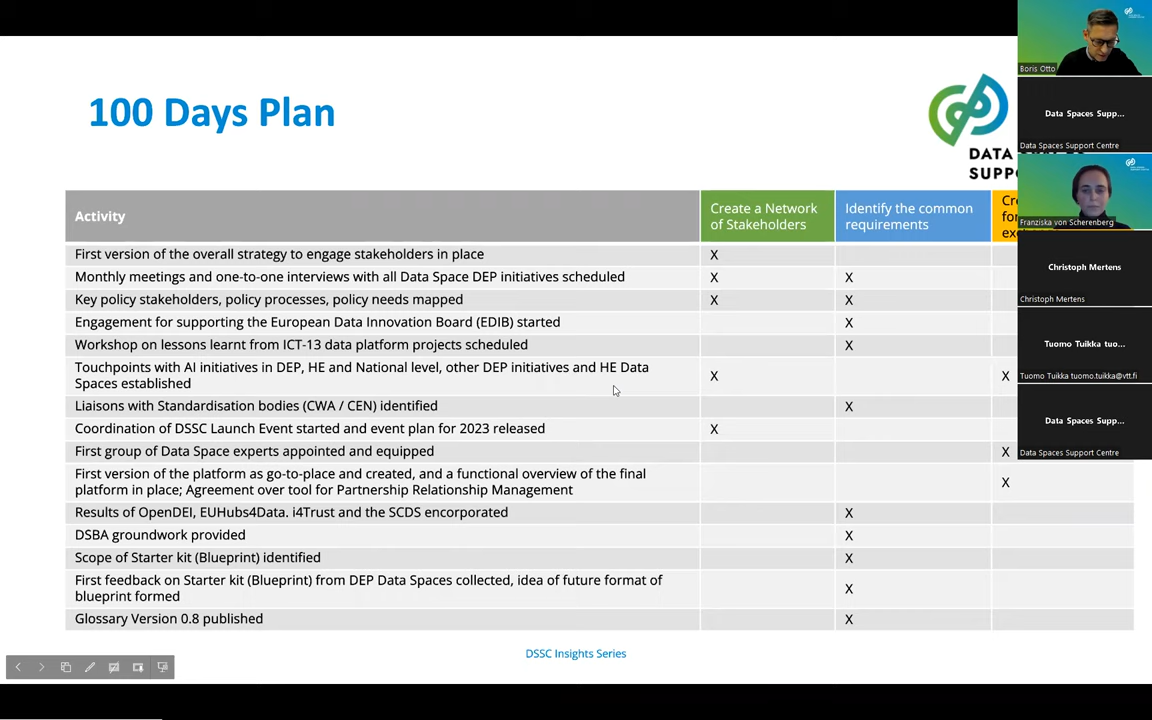 100 Days Plan
DATA
SUPP
Activity
Create a Network
of Stakeholders
Identify the common
requirements
First version of the overall strategy to engage stakeholders in place X
Monthly meetings and one-to-one interviews with all Data Space DEP initiatives scheduled X X
Key policy stakeholders, policy processes, policy needs mapped X X
Engagement for supporting the European Data Innovation Board (EDIB) started X
Workshop on lessons learnt from ICT-13 data platform projects scheduled X
Touchpoints with AI initiatives in DEP, HE and National level, other DEP initiatives and HE Data
Spaces established X X
Liaisons with Standardisation bodies (CWA / CEN) identified X
Coordination of DSSC Launch Event started and event plan for 2023 released X
First group of Data Space experts appointed and equipped X
First version of the platform as go-to-place and created, and a functional overview of the final
platform in place; Agreement over tool for Partnership Relationship Management X
Results of OpenDEI, EUHubs4Data. i4Trust and the SCDS encorporated X
DSBA groundwork provided X
Scope of Starter kit (Blueprint) identified X
First feedback on Starter kit (Blueprint) from DEP Data Spaces collected, idea of future format of
blueprint formed X
Glossary Version 0.8 published X
DSSC Insights Series
Boris Otto
Data Spaces Supp...
Data Spaces Support Centre
Franziska von Scherenberg
Christoph Mertens
Christoph Mertens
Tuomo Tuikka tuo...
Tuomo Tuikka tuomo.tuikka@vtt.fi
Data Spaces Supp...
Data Spaces Support Centre